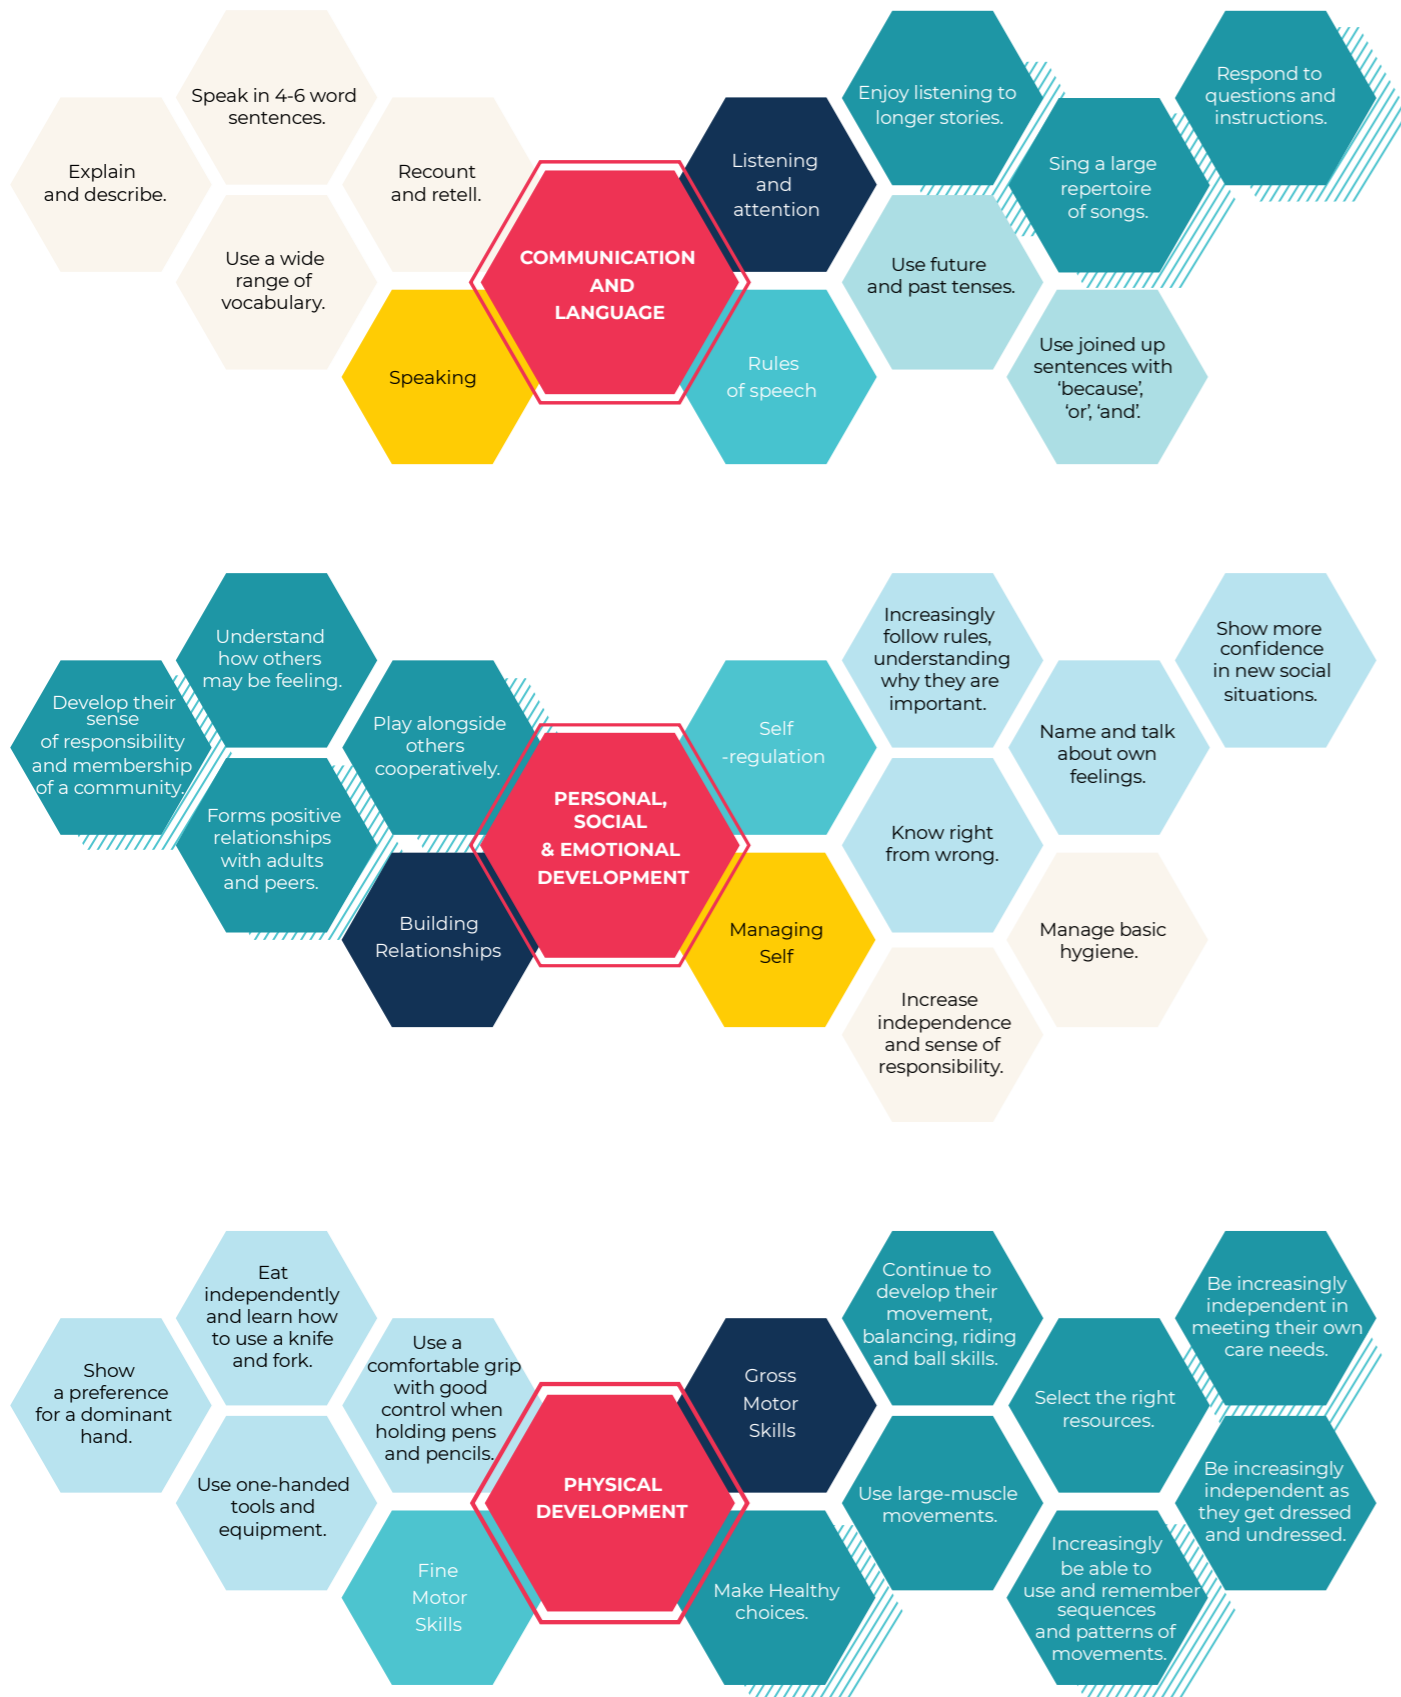 Speak in 4-6 word
sentences.
Explain
and describe.
Recount
and retell.
Use a wide
range of
vocabulary.
Speaking
COMMUNICATION
AND
LANGUAGE
Listening
and
attention
Enjoy listening to
longer stories.
Sing a large
repertoire
of songs.
Respond to
questions and
instructions.
Rules
of speech
Use future
and past tenses.
Use joined up
sentences with
‘because’,
‘or’, ‘and’.
Understand
how others
may be feeling.
Develop their
sense
of responsibility
and membership
of a community.
Play alongside
others
cooperatively.
Forms positive
relationships
with adults
and peers.
Building
Relationships
PERSONAL,
SOCIAL
& EMOTIONAL
DEVELOPMENT
Self
-regulation
Increasingly
follow rules,
understanding
why they are
important.
Name and talk
about own
feelings.
Show more
confidence
in new social
situations.
Know right
from wrong.
Managing
Self
Manage basic
hygiene.
Increase
independence
and sense of
responsibility.
Eat
independently
and learn how
to use a knife
and fork.
Show
a preference
for a dominant
hand.
Use a
comfortable grip
with good
control when
holding pens
and pencils.
Use one-handed
tools and
equipment.
Fine
Motor
Skills
PHYSICAL
DEVELOPMENT
Gross
Motor
Skills
Continue to
develop their
movement,
balancing, riding
and ball skills.
Select the right
resources.
Be increasingly
independent in
meeting their own
care needs.
Use large-muscle
movements.
Be increasingly
independent as
they get dressed
and undressed.
Make Healthy
choices.
Increasingly
be able to
use and remember
sequences
and patterns of
movements.